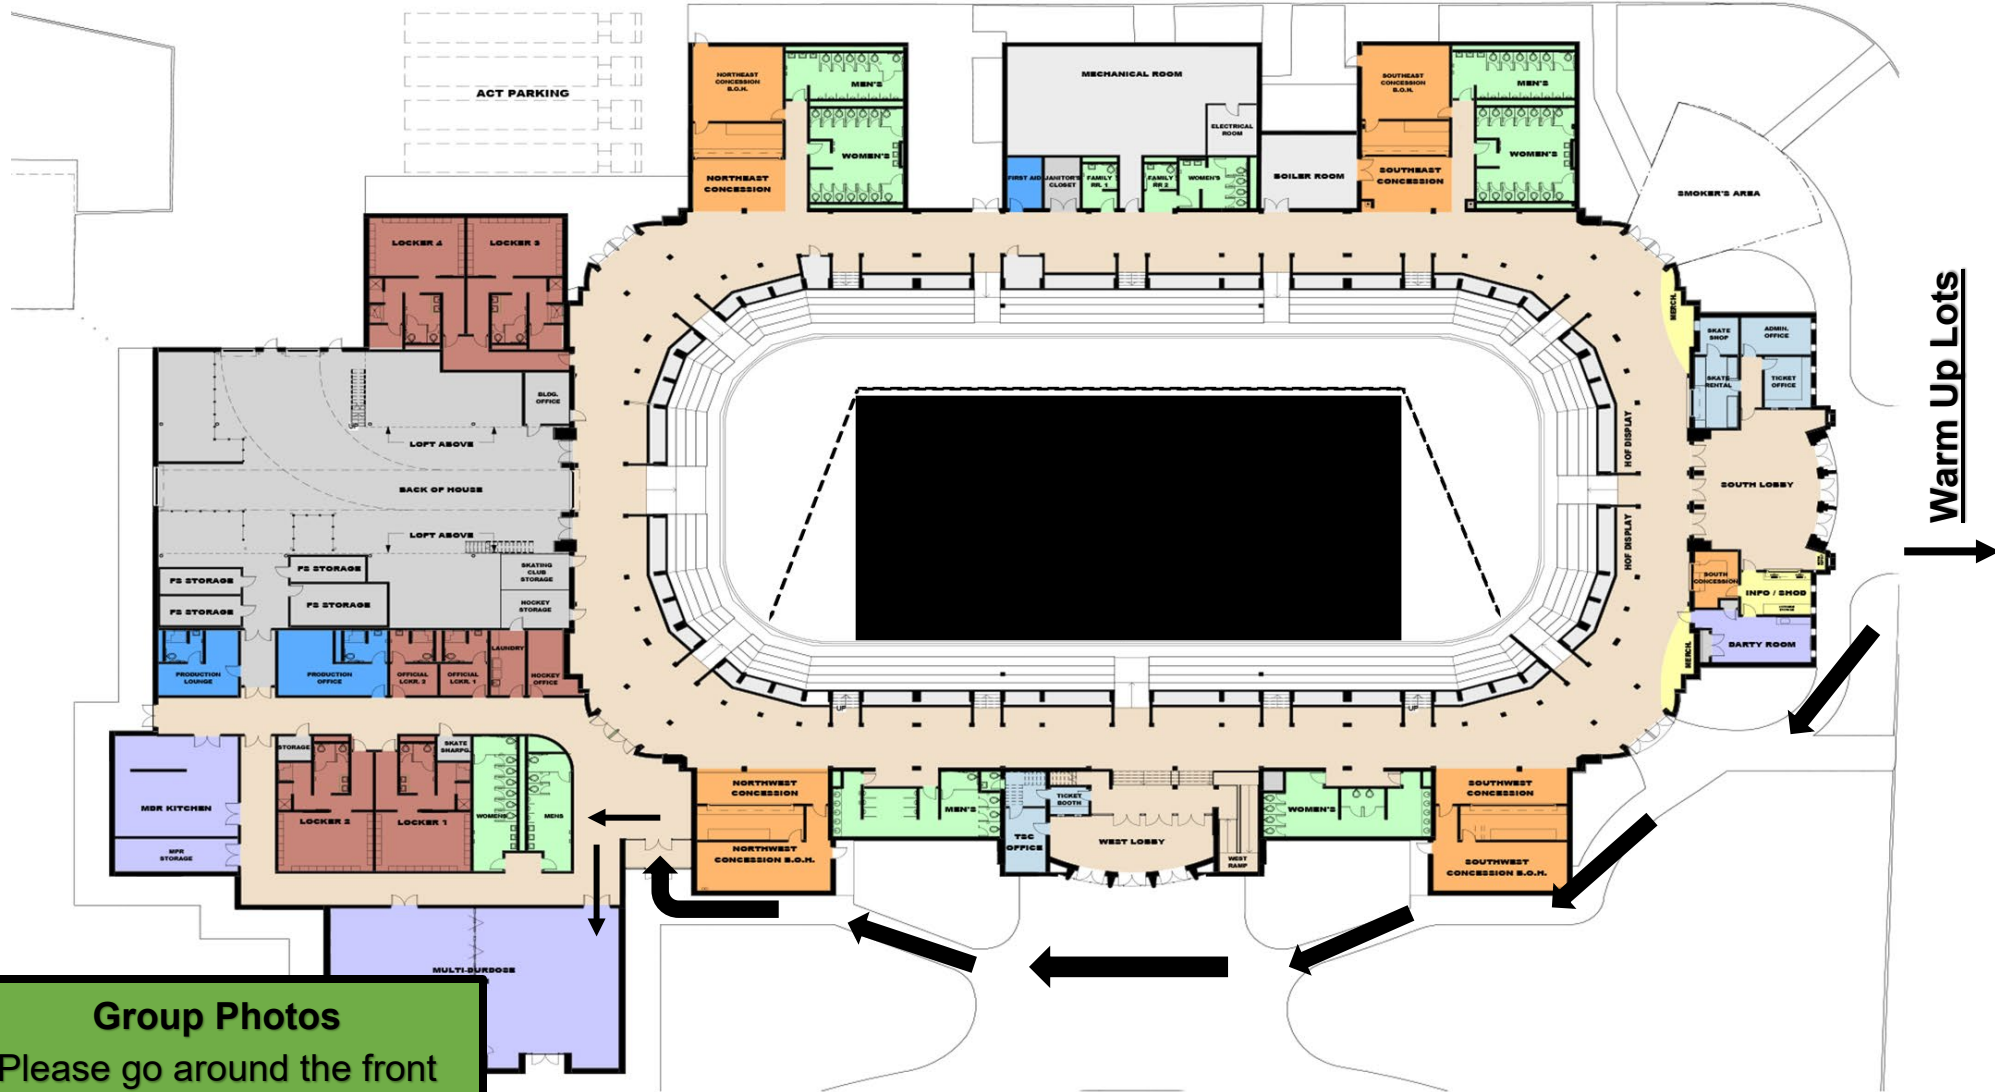 ACT PARKING
NORTHEAST
CONCESSION
B.O.H.
MEN'S
WOMEN'S
NORTHEAST
CONCESSION
MECHANICAL ROOM
ELECTRICAL
ROOM
FIRST AID
JANITOR'S
CLOSET
FAMILY
RR. 1
FAMILY
RR 2
WOMEN'S
BOILER ROOM
SOUTHEAST
CONCESSION
B.O.H.
MEN'S
WOMEN'S
SOUTHEAST
CONCESSION
SMOKER'S AREA
LOCKER 4
LOCKER 3
BLDG.
OFFICE
LOFT ABOVE
BACK OF HOUSE
LOFT ABOVE
FS STORAGE
FS STORAGE
FS STORAGE
FS STORAGE
SKATING
CLUB
STORAGE
HOCKEY
STORAGE
PRODUCTION
LOUNGE
PRODUCTION
OFFICE
OFFICIAL
LCKR. 2
OFFICIAL
LCKR. 1
LAUNDRY
HOCKEY
OFFICE
MERCH.
SKATE
SHOP
ADMIN.
OFFICE
SKATE
RENTAL
TICKET
OFFICE
HOF DISPLAY
HOF DISPLAY
SOUTH LOBBY
SOUTH
CONCESSION
INFO / SHOP
PARTY ROOM
MERCH.
Warm Up Lots
UP
UP
STORAGE
SKATE
SHARPG.
MBR KITCHEN
MPR
STORAGE
LOCKER 2
LOCKER 1
WOMENS
MENS
NORTHWEST
CONCESSION
NORTHWEST
CONCESSION B.O.H.
MEN'S
TSC
OFFICE
TICKET
BOOTH
WEST LOBBY
WEST
RAMP
WOMEN'S
SOUTHWEST
CONCESSION
SOUTHWEST
CONCESSION B.O.H.
MULTI-PURPOSE
Group Photos
Please go around the front